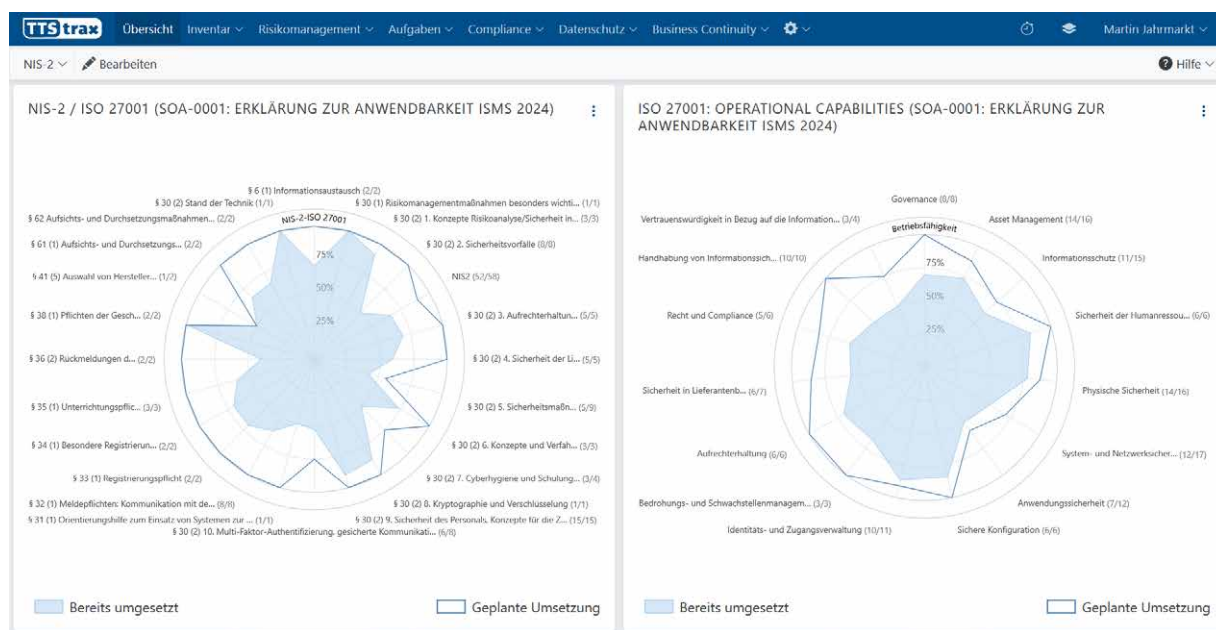 TTS trax Übersicht Inventar Risikomanagement Aufgaben Compliance Datenschutz Business Continuity Martin Jahrmarkt
NIS-2 Bearbeiten Hilfe
NIS-2 / ISO 27001 (SOA-0001: ERKLÄRUNG ZUR ANWENDBARKEIT ISMS 2024)
§ 6 (1) Informationsaustausch (2/2)
§ 30 (1) Risikomanagementmaßnahmen besonders wichti... (1/1)
§ 30 (2) 1. Konzepte Risikoanalyse/Sicherheit in... (3/3)
§ 30 (2) 2. Sicherheitsvorfälle (8/8)
NIS2 (52/58)
§ 30 (2) 3. Aufrechterhaltun... (5/5)
§ 30 (2) 4. Sicherheit der Li... (5/5)
§ 30 (2) 5. Sicherheitsmaßn... (5/9)
§ 30 (2) 6. Konzepte und Verfah... (3/3)
§ 30 (2) 7. Cyberhygiene und Schulung... (3/4)
§ 30 (2) 8. Kryptographie und Verschlüsselung (1/1)
§ 30 (2) 9. Sicherheit des Personals, Konzepte für die Z... (15/15)
§ 30 (2) 10. Multi-Faktor-Authentifizierung, gesicherte Kommunikati... (6/8)
§ 31 (1) Orientierungshilfe zum Einsatz von Systemen zur ... (1/1)
§ 32 (1) Meldepflichten: Kommunikation mit de... (8/8)
§ 33 (1) Registrierungspflicht (2/2)
§ 34 (1) Besondere Registrierun... (2/2)
§ 35 (1) Unterrichtungspflic... (3/3)
§ 36 (2) Rückmeldungen d... (2/2)
§ 38 (1) Pflichten der Gesch... (2/2)
§ 41 (5) Auswahl von Hersteller... (1/2)
§ 61 (1) Aufsichts- und Durchsetzungs... (2/2)
§ 62 Aufsichts- und Durchsetzungsmaßnahmen... (2/2)
§ 30 (2) Stand der Technik (1/1)
NIS-2-ISO 27001
75%
50%
25%
Bereits umgesetzt
Geplante Umsetzung
ISO 27001: OPERATIONAL CAPABILITIES (SOA-0001: ERKLÄRUNG ZUR
ANWENDBARKEIT ISMS 2024)
Governance (8/8)
Asset Management (14/16)
Informationsschutz (11/15)
Sicherheit der Humanressou... (6/6)
Physische Sicherheit (14/16)
System- und Netzwerksicher... (12/17)
Anwendungssicherheit (7/12)
Sichere Konfiguration (6/6)
Identitäts- und Zugangsverwaltung (10/11)
Bedrohungs- und Schwachstellenmanagem... (3/3)
Aufrechterhaltung (6/6)
Sicherheit in Lieferantenb... (6/7)
Recht und Compliance (5/6)
Handhabung von Informationssich... (10/10)
Vertrauenswürdigkeit in Bezug auf die Information... (3/4)
Betriebsfähigkeit
75%
50%
25%
Bereits umgesetzt
Geplante Umsetzung